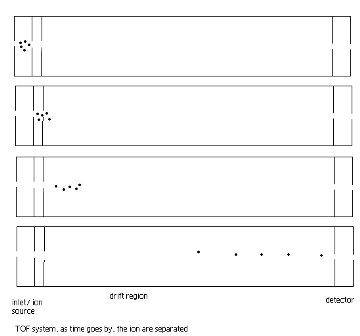 inlet/ ion
source
drift region
detector
TOF system, as time goes by, the ion are separated